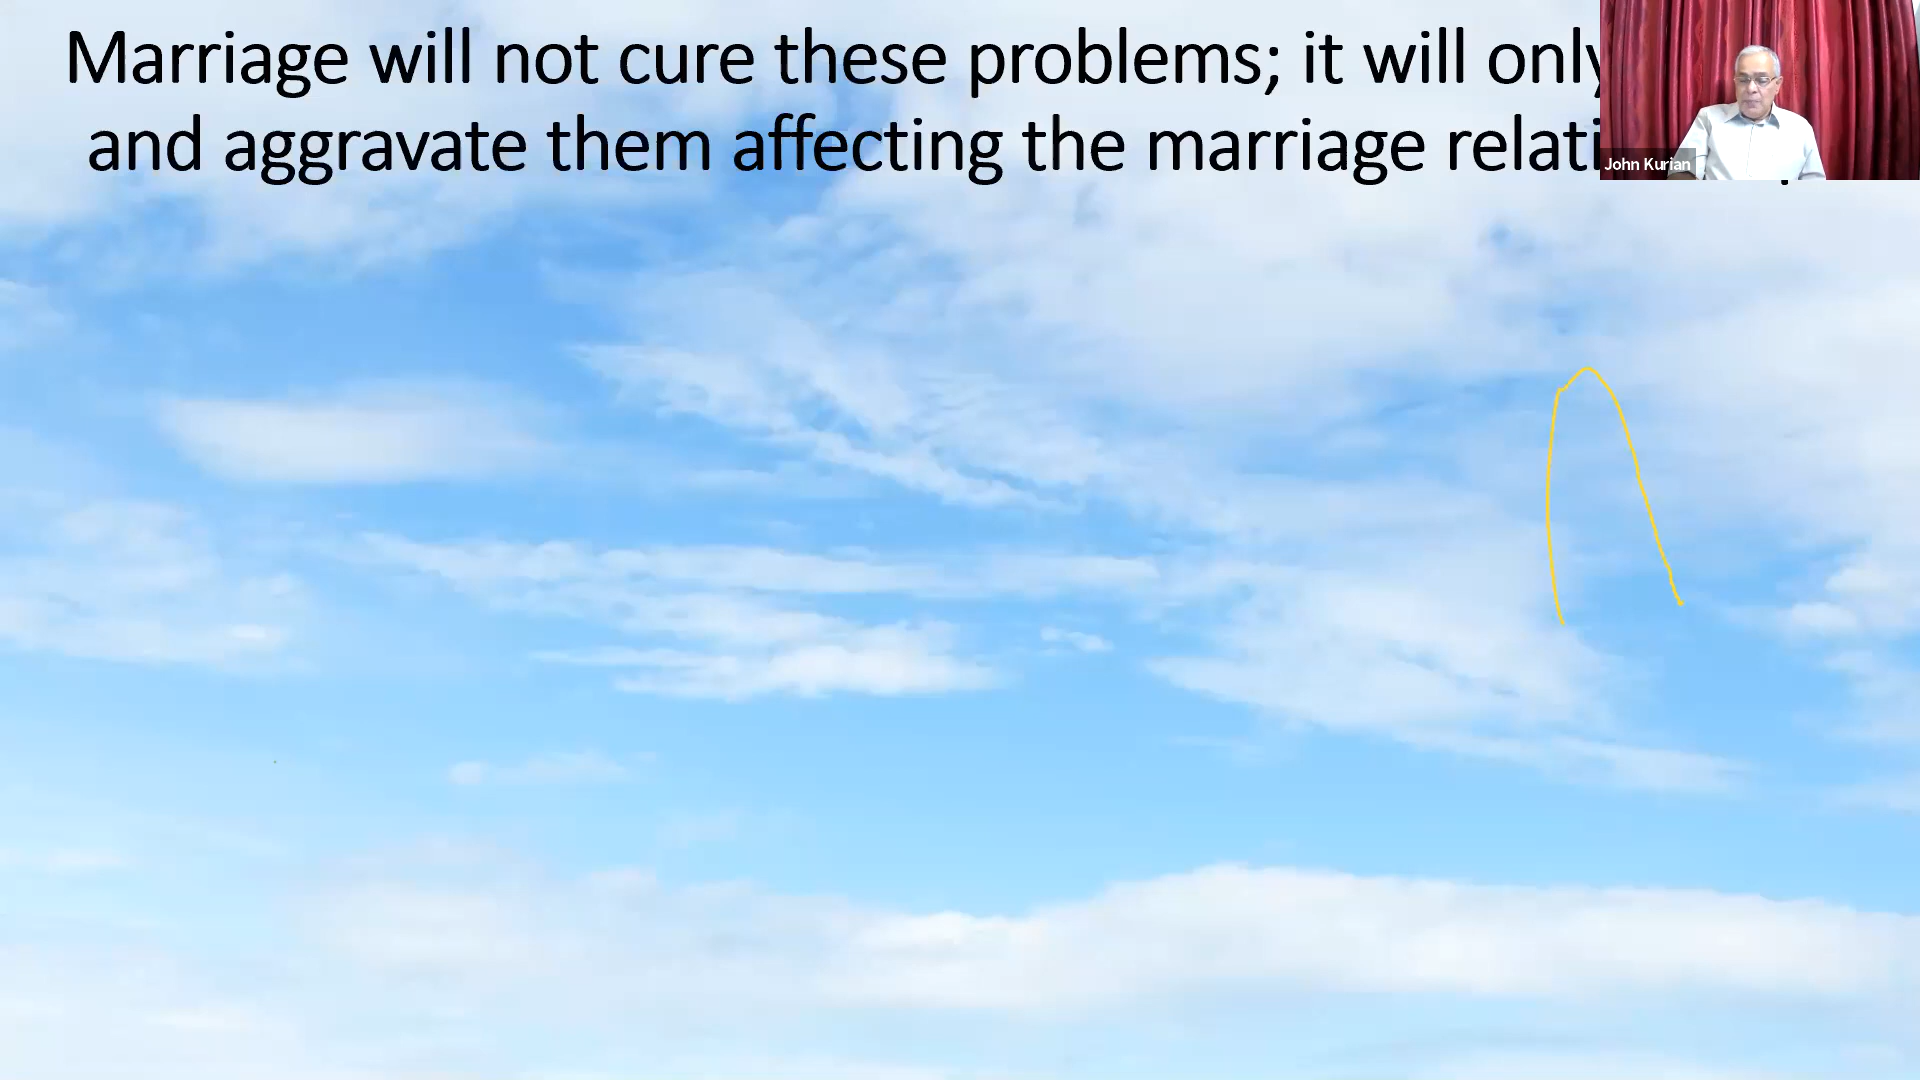 Marriage will not cure these problems; it will only
and aggravate them affecting the marriage relati
John Kurian